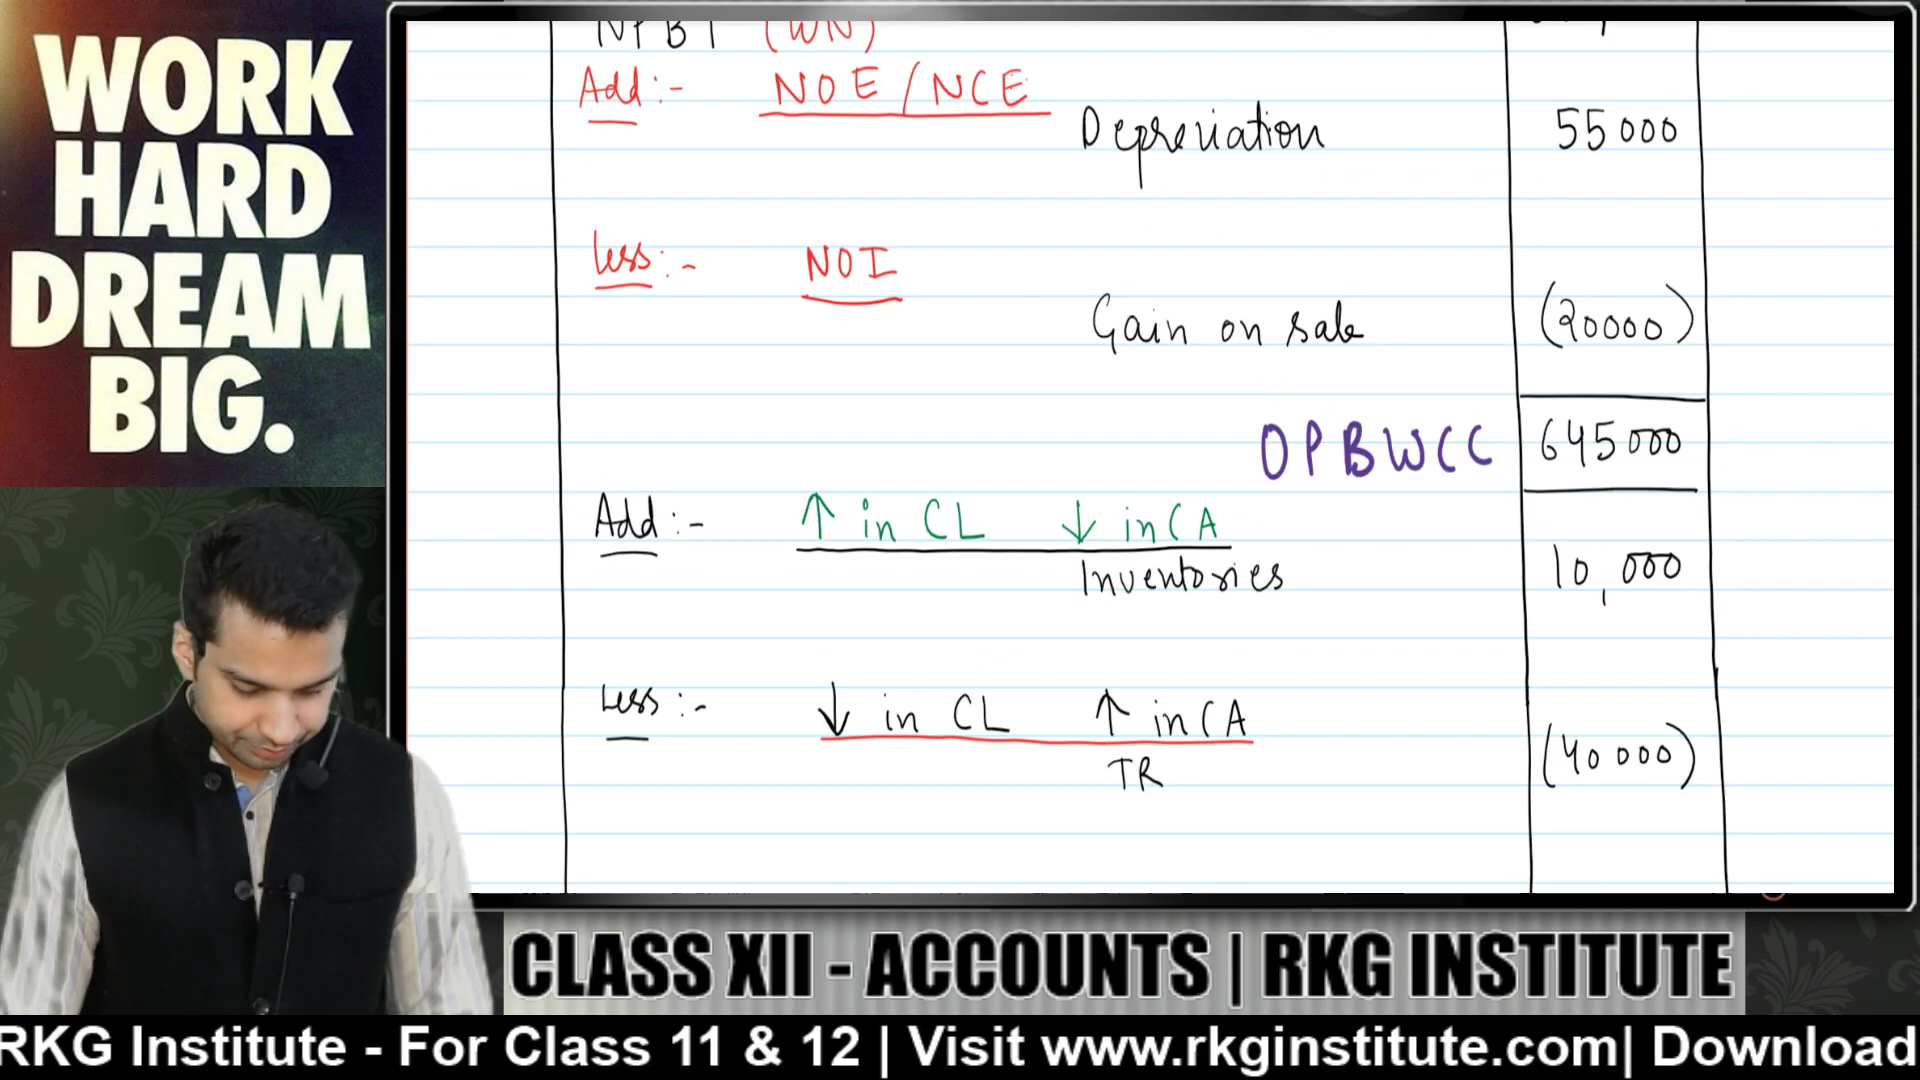 WORK
HARD
DREAM
BIG.
NPBT (WN)
Add:- NOE/NCE
Depreciation 55000
Less:- NOI
Gain on sale (20000)
OPBWCC 645000
Add:- ↑ in CL ↓ in CA
Inventories 10,000
Less:- ↓ in CL ↑ in CA
TR (40000)
CLASS XII - ACCOUNTS | RKG INSTITUTE
RKG Institute - For Class 11 & 12 | Visit www.rkginstitute.com| Download